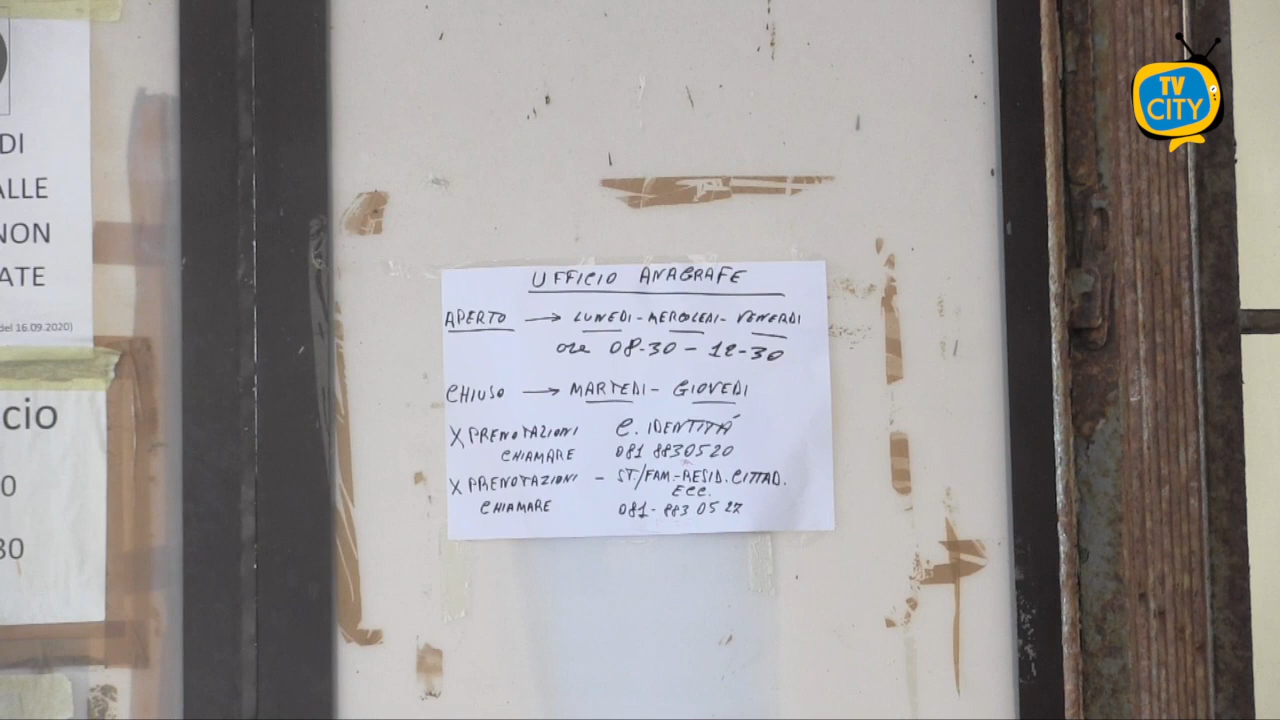 DI
ALLE
NON
ATE
del 16.09.2020)
cio
0
30
UFFICIO ANAGRAFE
APERTO → LUNEDI - MERCOLEDI - VENERDI
ore 08-30 - 12-30
CHIUSO → MARTEDI - GIOVEDI
X PRENOTAZIONI C. IDENTITÁ
CHIAMARE 081 8830520
X PRENOTAZIONI - ST./FAM.-RESID. CITTAD.
ECC.
CHIAMARE 081-883 05 27
TV
CITY